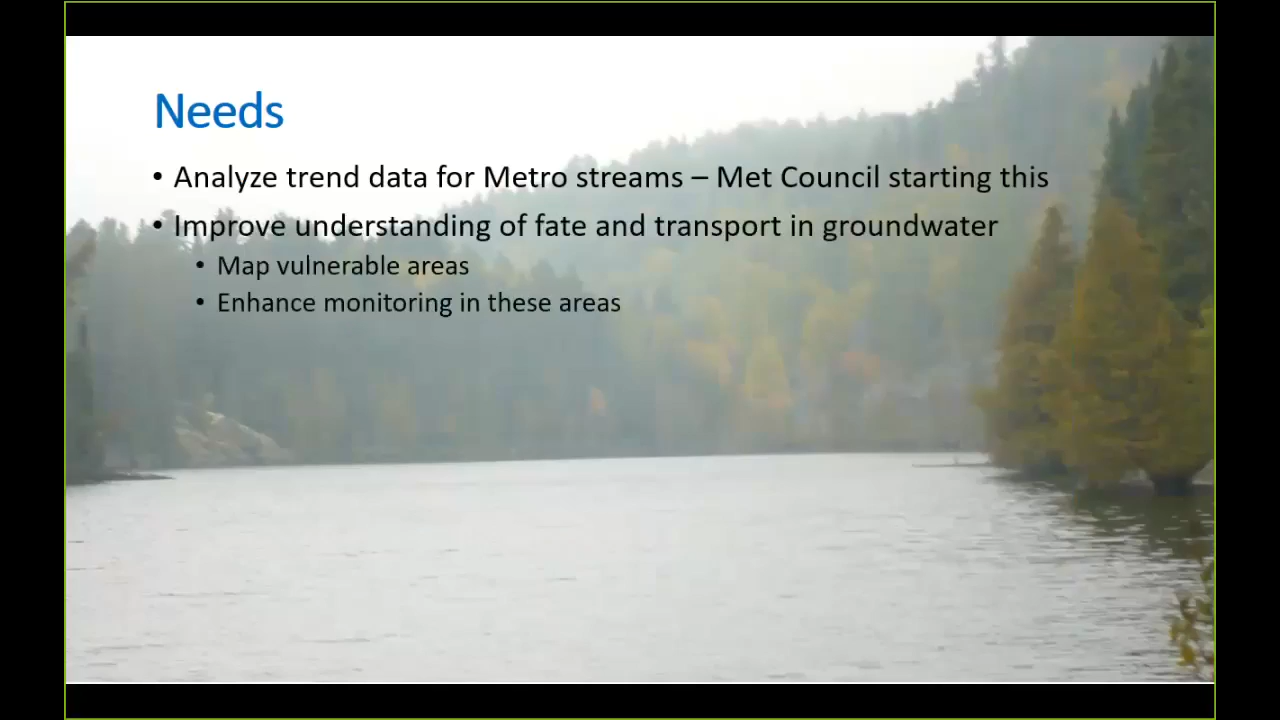 Needs
• Analyze trend data for Metro streams – Met Council starting this
• Improve understanding of fate and transport in groundwater
• Map vulnerable areas
• Enhance monitoring in these areas